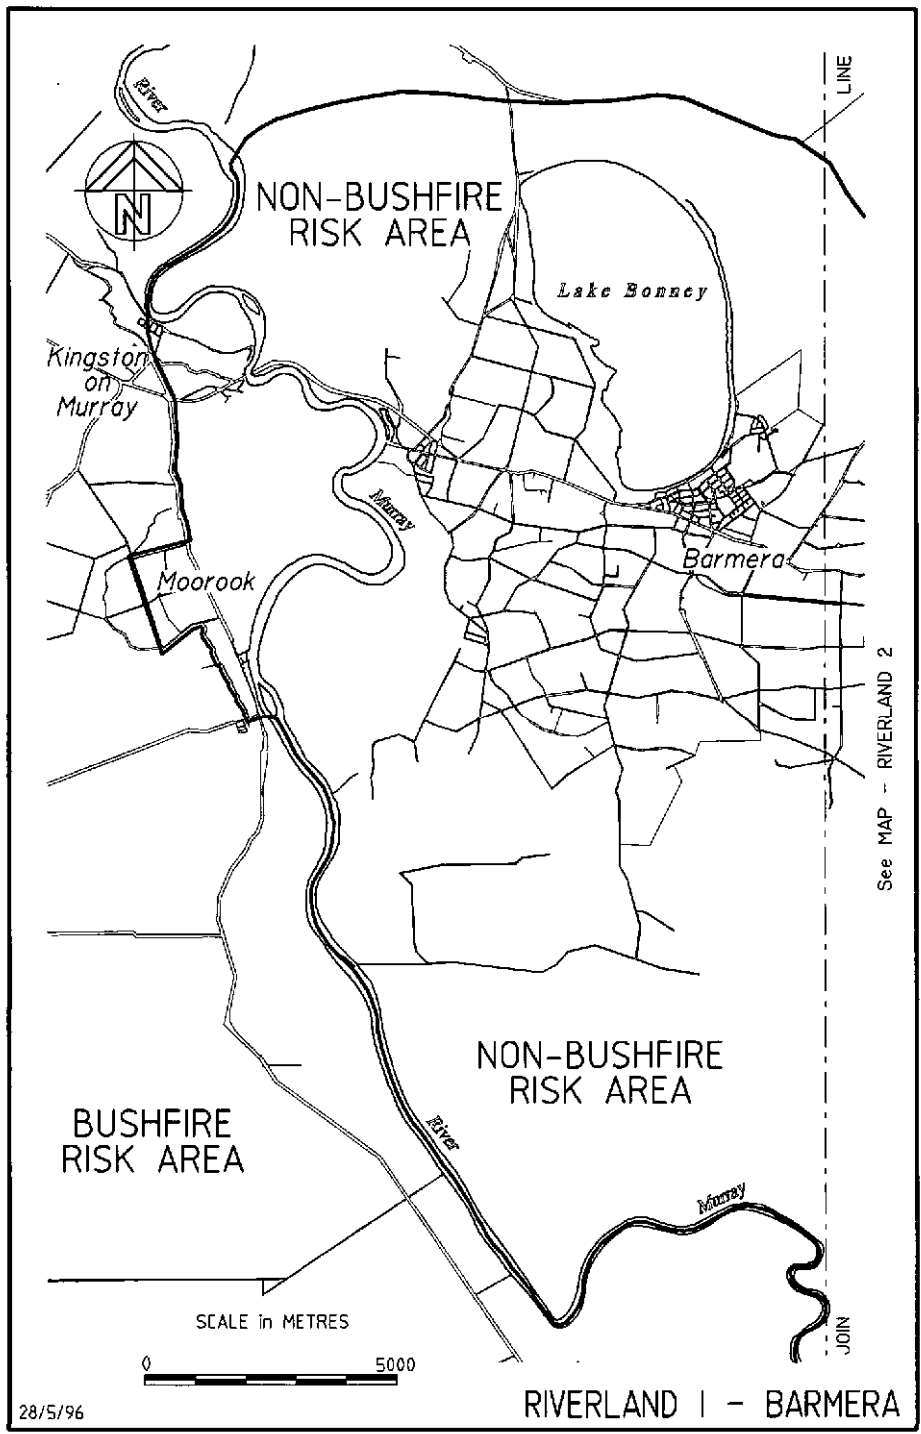 River
LINE
N
NON-BUSHFIRE
RISK AREA
Lake Bonney
Kingston
on
Murray
Murray
Barmera
Moorook
See MAP - RIVERLAND 2
NON-BUSHFIRE
RISK AREA
BUSHFIRE
RISK AREA
River
Murray
SCALE in METRES
JOIN
0 5000
28/5/96
RIVERLAND 1 - BARMERA